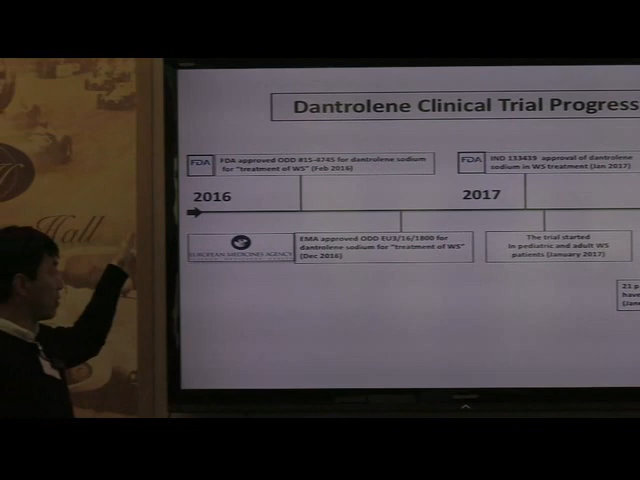 Dantrolene Clinical Trial Progress
FDA
FDA approved ODD #15-4745 for dantrolene sodium
for "treatment of WS" (Feb 2016)
FDA
IND 133439 approval of dantrolene
sodium in WS treatment (Jan 2017)
2016
2017
EUROPEAN MEDICINES AGENCY
EMA approved ODD EU3/16/1800 for
dantrolene sodium for "treatment of WS"
(Dec 2016)
The trial started
in pediatric and adult WS
patients (January 2017)
21 p
have
(Jan
Hall
H